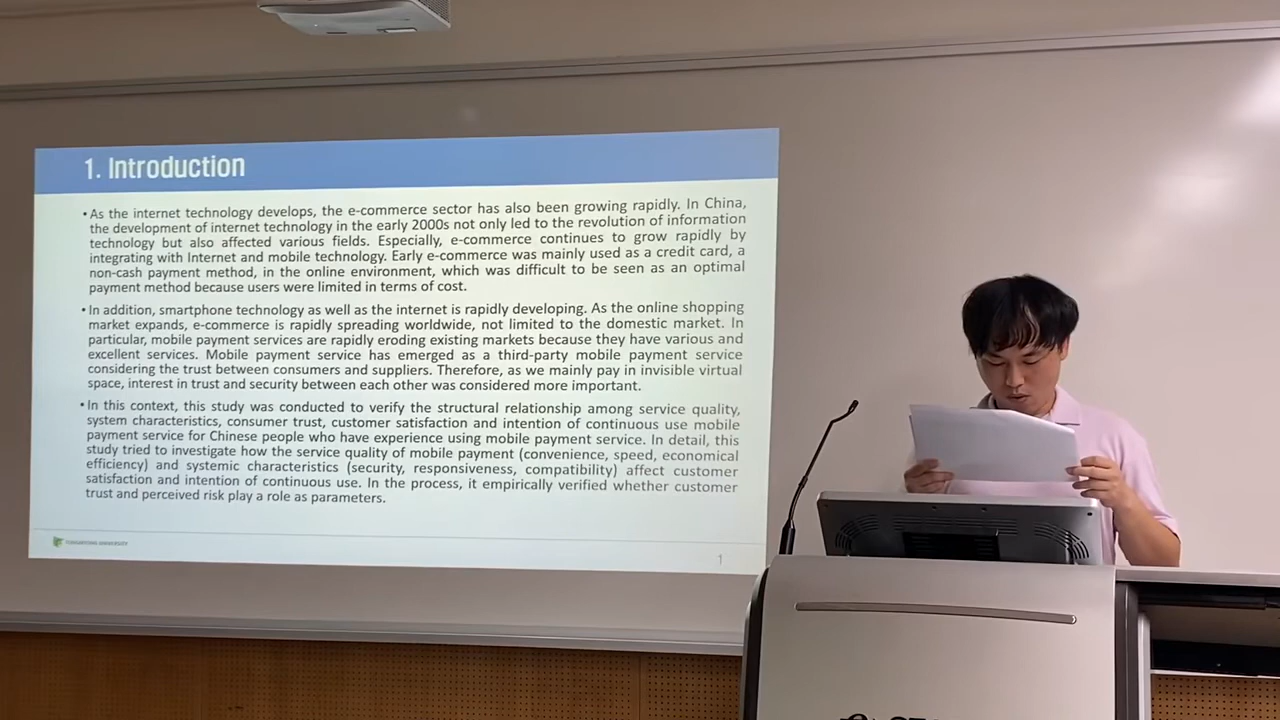 1. Introduction
•As the internet technology develops, the e-commerce sector has also been growing rapidly. In China,
the development of internet technology in the early 2000s not only led to the revolution of information
technology but also affected various fields. Especially, e-commerce continues to grow rapidly by
integrating with Internet and mobile technology. Early e-commerce was mainly used as a credit card, a
non-cash payment method, in the online environment, which was difficult to be seen as an optimal
payment method because users were limited in terms of cost.
•In addition, smartphone technology as well as the internet is rapidly developing. As the online shopping
market expands, e-commerce is rapidly spreading worldwide, not limited to the domestic market. In
particular, mobile payment services are rapidly eroding existing markets because they have various and
excellent services. Mobile payment service has emerged as a third-party mobile payment service
considering the trust between consumers and suppliers. Therefore, as we mainly pay in invisible virtual
space, interest in trust and security between each other was considered more important.
•In this context, this study was conducted to verify the structural relationship among service quality,
system characteristics, consumer trust, customer satisfaction and intention of continuous use mobile
payment service for Chinese people who have experience using mobile payment service. In detail, this
study tried to investigate how the service quality of mobile payment (convenience, speed, economical
efficiency) and systemic characteristics (security, responsiveness, compatibility) affect customer
satisfaction and intention of continuous use. In the process, it empirically verified whether customer
trust and perceived risk play a role as parameters.
UNIVERSITY
1